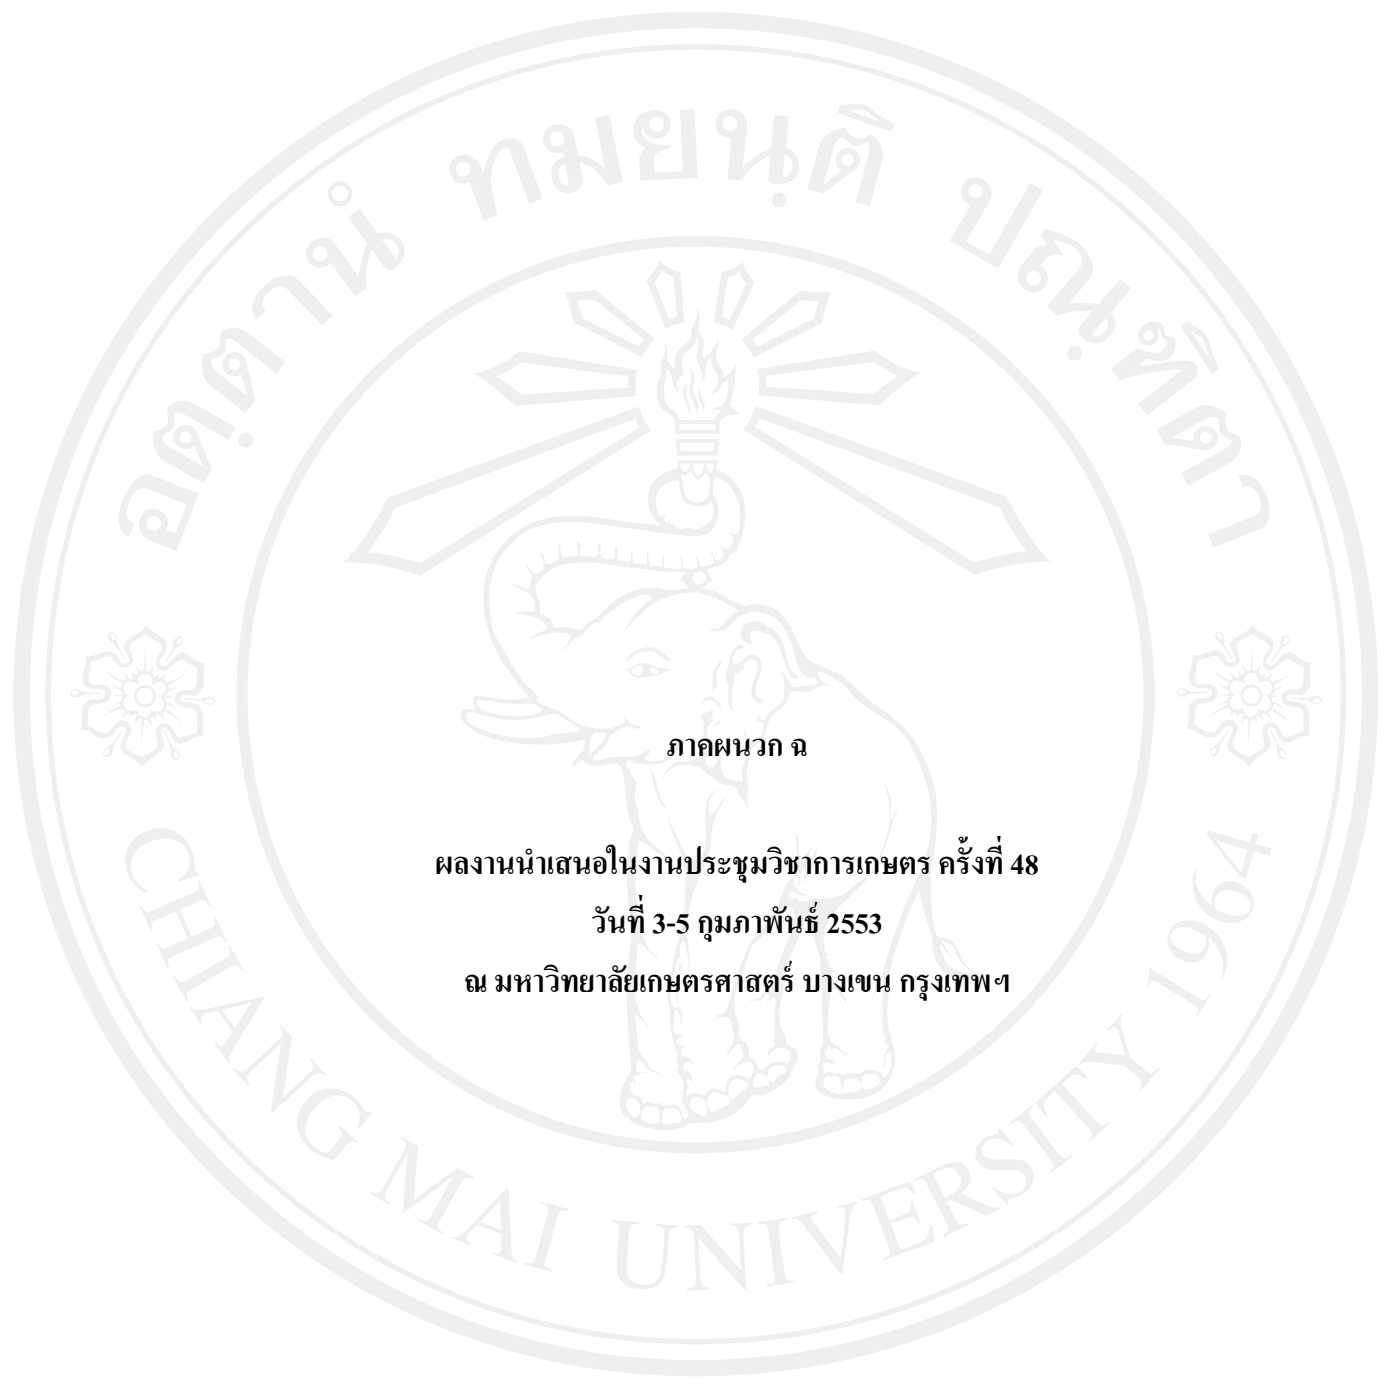 อตฺตานํ ทมยนฺติ ปณฺฑิตา
ภาคผนวก ฉ
ผลงานนำเสนอในงานประชุมวิชาการเกษตร ครั้งที่ 48
วันที่ 3-5 กุมภาพันธ์ 2553
ณ มหาวิทยาลัยเกษตรศาสตร์ บางเขน กรุงเทพฯ
CHIANG MAI UNIVERSITY 1964